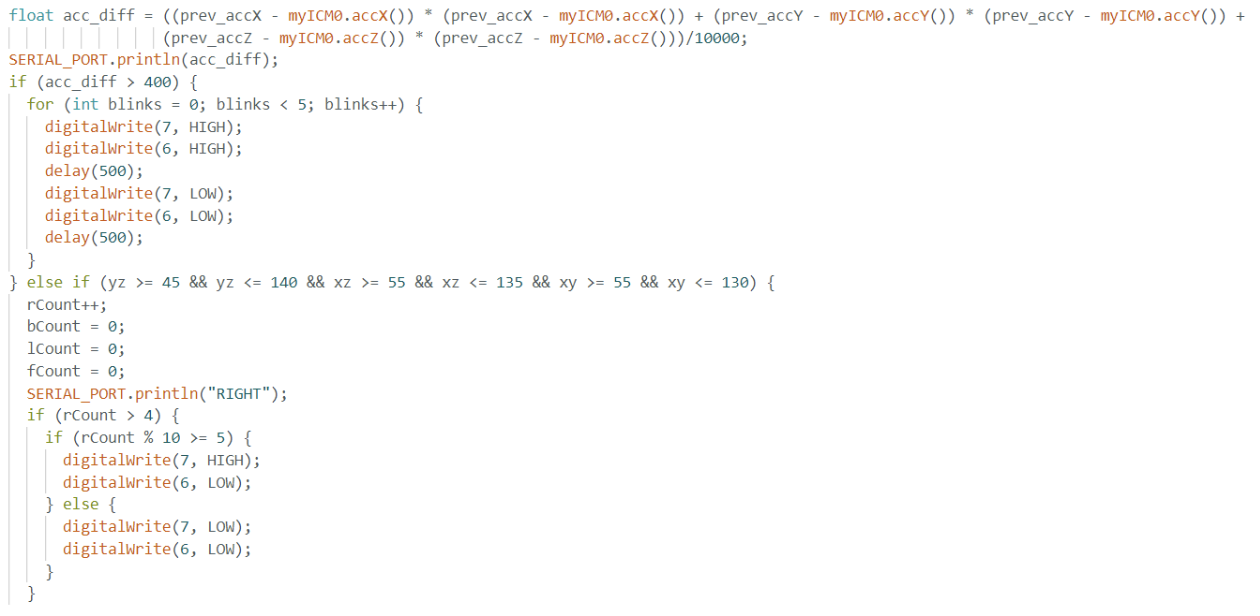 float acc_diff = ((prev_accX - myICM0.accX()) * (prev_accX - myICM0.accX()) + (prev_accY - myICM0.accY()) * (prev_accY - myICM0.accY()) +
                 (prev_accZ - myICM0.accZ()) * (prev_accZ - myICM0.accZ()))/10000;
SERIAL_PORT.println(acc_diff);
if (acc_diff > 400) {
  for (int blinks = 0; blinks < 5; blinks++) {
    digitalWrite(7, HIGH);
    digitalWrite(6, HIGH);
    delay(500);
    digitalWrite(7, LOW);
    digitalWrite(6, LOW);
    delay(500);
  }
} else if (yz >= 45 && yz <= 140 && xz >= 55 && xz <= 135 && xy >= 55 && xy <= 130) {
  rCount++;
  bCount = 0;
  lCount = 0;
  fCount = 0;
  SERIAL_PORT.println("RIGHT");
  if (rCount > 4) {
    if (rCount % 10 >= 5) {
      digitalWrite(7, HIGH);
      digitalWrite(6, LOW);
    } else {
      digitalWrite(7, LOW);
      digitalWrite(6, LOW);
    }
  }